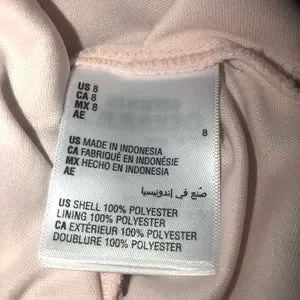 US 8
CA 8
MX 8
AE
8
US MADE IN INDONESIA
CA FABRIQUÉ EN INDONÉSIE
MX HECHO EN INDONESIA
AE
صنع في إندونيسيا
US SHELL 100% POLYESTER
LINING 100% POLYESTER
CA EXTÉRIEUR 100% POLYESTER
DOUBLURE 100% POLYESTER